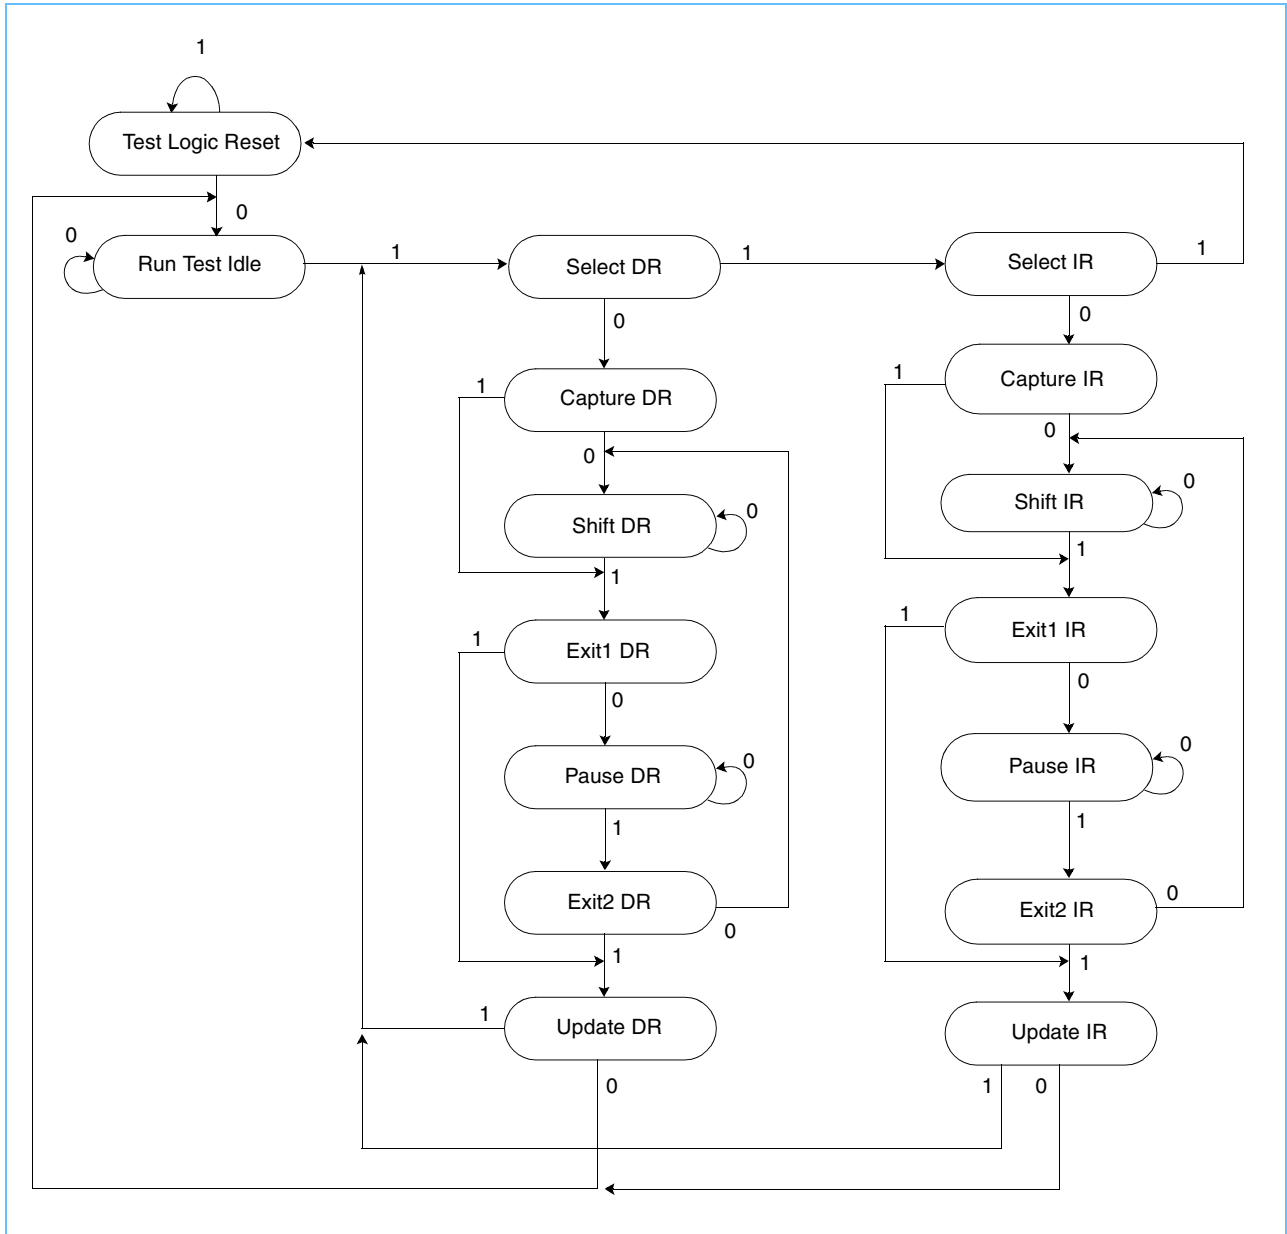 1
Test Logic Reset
0
0
Run Test Idle
1
Select DR
1
Select IR
1
0
0
1
Capture DR
1
Capture IR
0
0
Shift DR
0
Shift IR
0
1
1
1
Exit1 DR
1
Exit1 IR
0
0
Pause DR
0
Pause IR
0
1
1
Exit2 DR
0
Exit2 IR
0
1
1
1
Update DR
Update IR
0
1
0